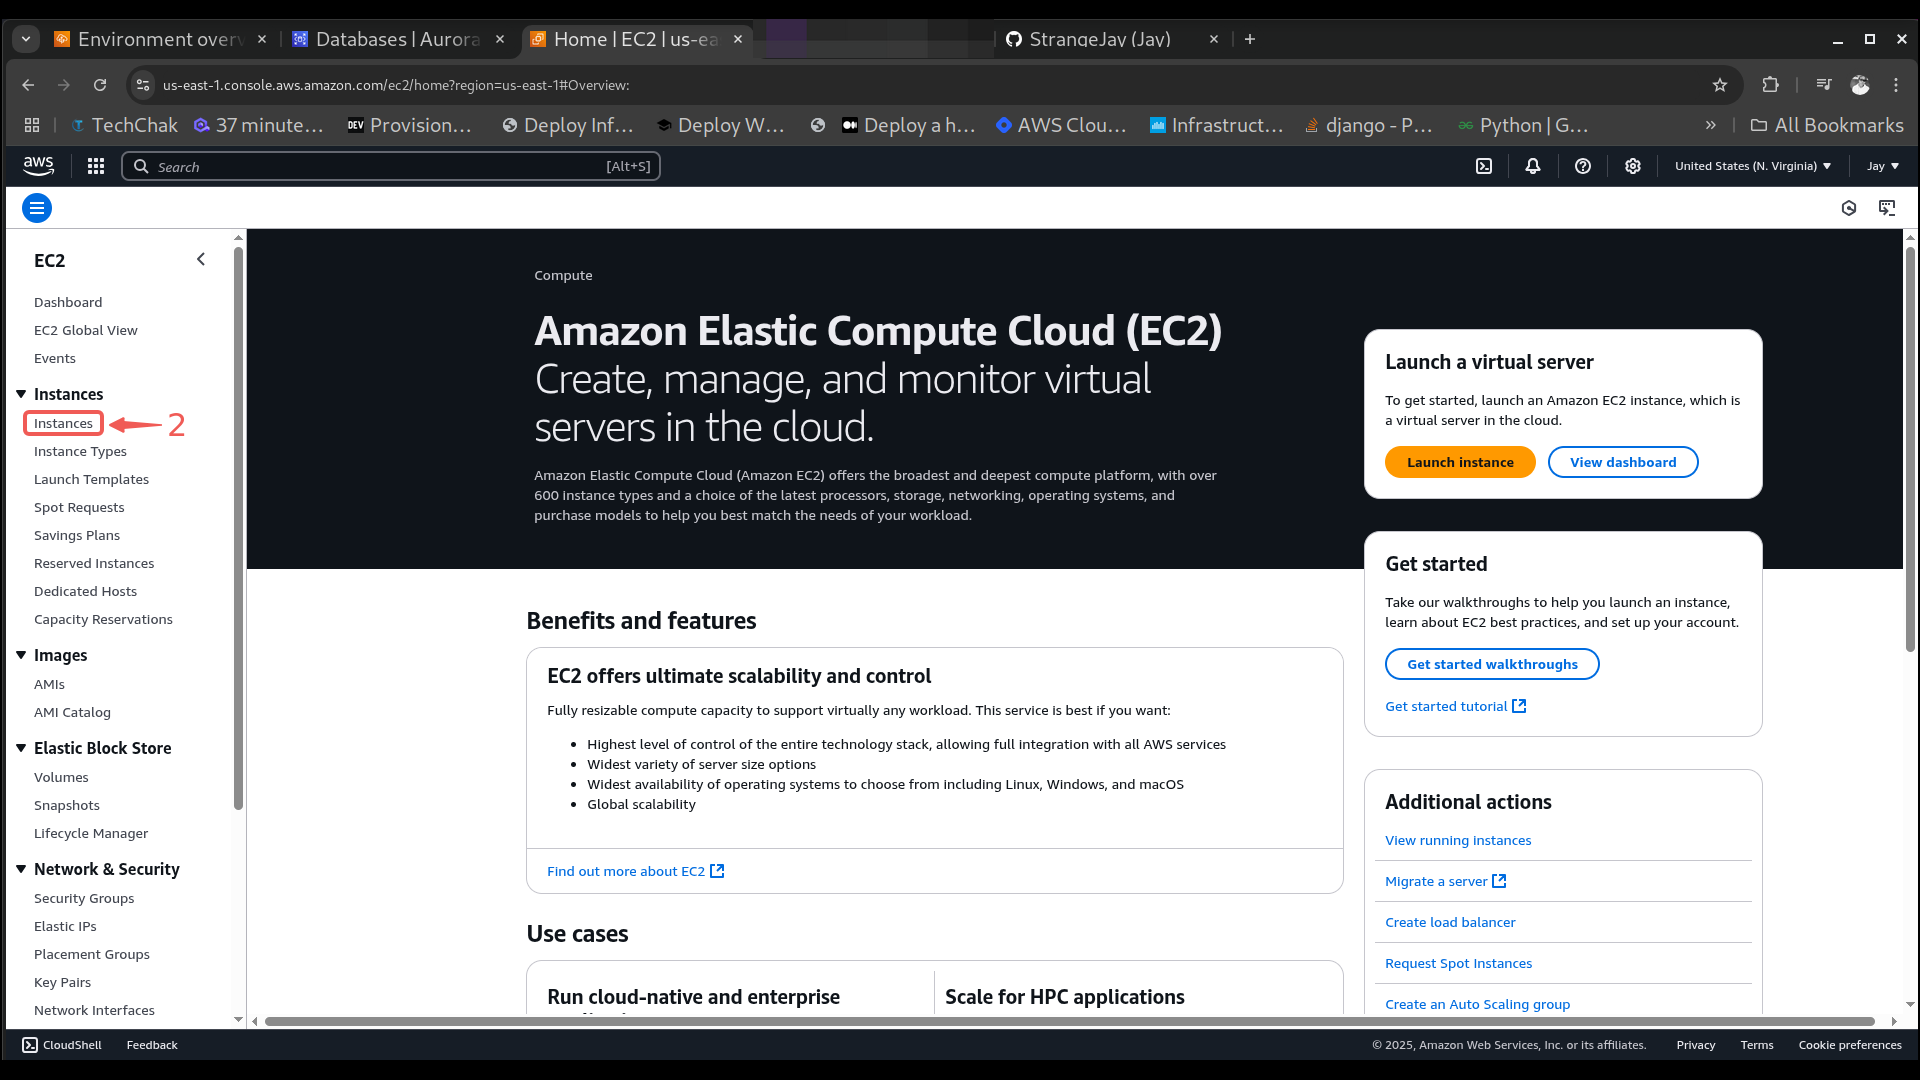 Environment overv
Databases | Aurora
Home | EC2 | us-ea
StrangeJay (Jay)
us-east-1.console.aws.amazon.com/ec2/home?region=us-east-1#Overview:
TechChak
37 minute...
DEV Provision...
Deploy Inf...
Deploy W...
Deploy a h...
AWS Clou...
Infrastruct...
django - P...
Python | G...
All Bookmarks
aws
Search
[Alt+S]
United States (N. Virginia)
Jay
EC2
Dashboard
EC2 Global View
Events
Instances
Instances
2
Instance Types
Launch Templates
Spot Requests
Savings Plans
Reserved Instances
Dedicated Hosts
Capacity Reservations
Images
AMIs
AMI Catalog
Elastic Block Store
Volumes
Snapshots
Lifecycle Manager
Network & Security
Security Groups
Elastic IPs
Placement Groups
Key Pairs
Network Interfaces
Compute
Amazon Elastic Compute Cloud (EC2)
Create, manage, and monitor virtual
servers in the cloud.
Amazon Elastic Compute Cloud (Amazon EC2) offers the broadest and deepest compute platform, with over
600 instance types and a choice of the latest processors, storage, networking, operating systems, and
purchase models to help you best match the needs of your workload.
Benefits and features
EC2 offers ultimate scalability and control
Fully resizable compute capacity to support virtually any workload. This service is best if you want:
• Highest level of control of the entire technology stack, allowing full integration with all AWS services
• Widest variety of server size options
• Widest availability of operating systems to choose from including Linux, Windows, and macOS
• Global scalability
Find out more about EC2
Use cases
Run cloud-native and enterprise
Scale for HPC applications
Launch a virtual server
To get started, launch an Amazon EC2 instance, which is
a virtual server in the cloud.
Launch instance
View dashboard
Get started
Take our walkthroughs to help you launch an instance,
learn about EC2 best practices, and set up your account.
Get started walkthroughs
Get started tutorial
Additional actions
View running instances
Migrate a server
Create load balancer
Request Spot Instances
Create an Auto Scaling group
CloudShell
Feedback
© 2025, Amazon Web Services, Inc. or its affiliates.
Privacy
Terms
Cookie preferences